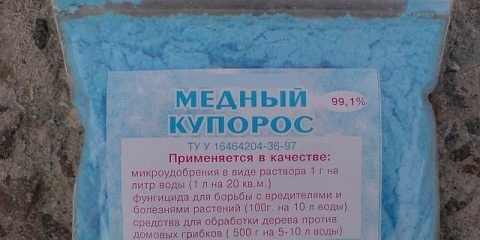 МЕДНЫЙ
99,1%
КУПОРОС
ТУ У 16464204-36-97
Применяется в качестве:
микроудобрения в виде раствора 1 г на
литр воды (1 л на 20 кв.м.)
фунгицида для борьбы с вредителями и
болезнями растений (100г. на 10 л воды)
средства для обработки дерева против
домовых грибков ( 500 г на 5-10 л воды)